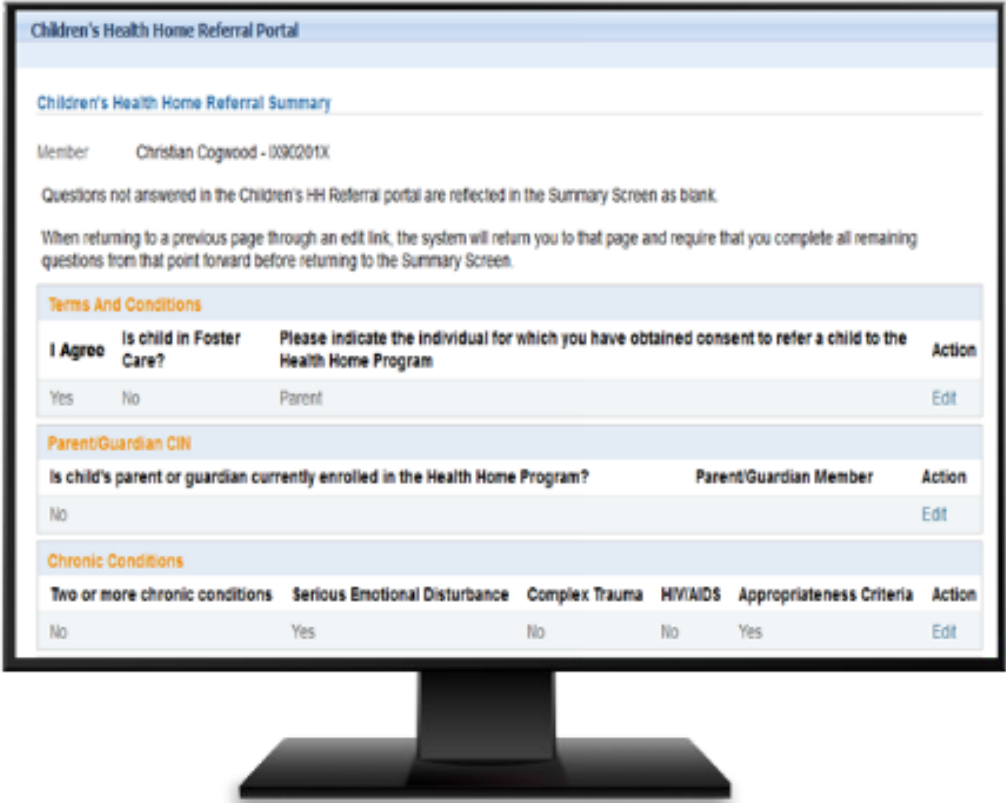 Children's Health Home Referral Portal
Children's Health Home Referral Summary
Member Christian Cogwood - IX90201X
Questions not answered in the Children's HH Referral portal are reflected in the Summary Screen as blank.
When returning to a previous page through an edit link, the system will return you to that page and require that you complete all remaining
questions from that point forward before returning to the Summary Screen.
Terms And Conditions
I Agree Is child in Foster Care? Please indicate the individual for which you have obtained consent to refer a child to the Health Home Program Action
Yes No Parent Edit
Parent/Guardian CIN
Is child's parent or guardian currently enrolled in the Health Home Program? Parent/Guardian Member Action
No Edit
Chronic Conditions
Two or more chronic conditions Serious Emotional Disturbance Complex Trauma HIV/AIDS Appropriateness Criteria Action
No Yes No No Yes Edit